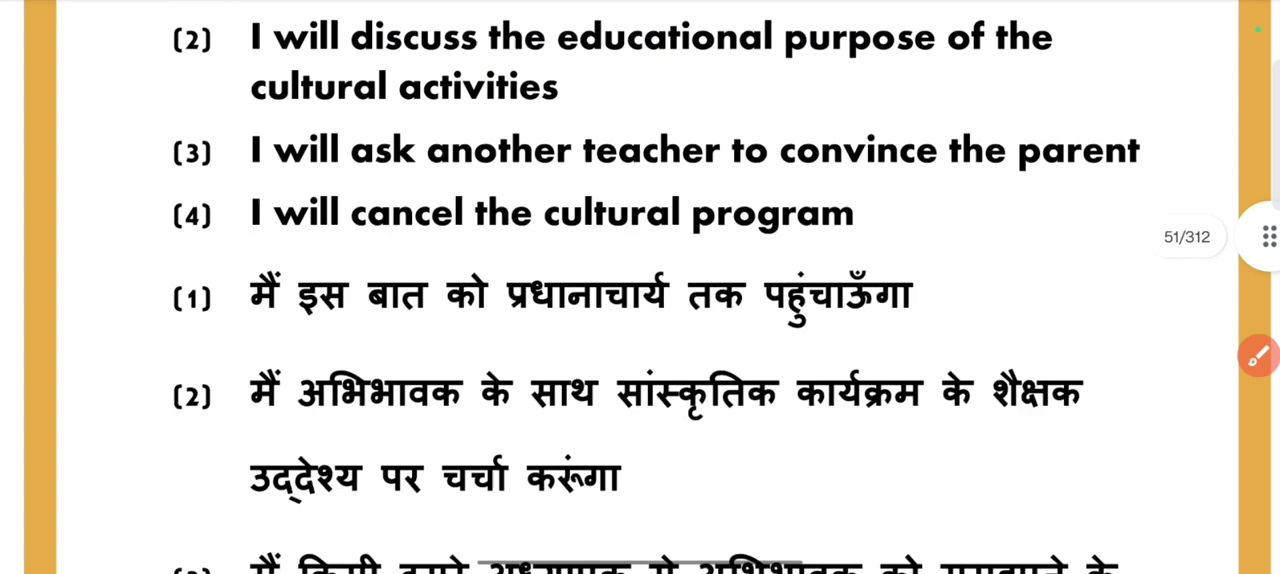 (2) I will discuss the educational purpose of the
cultural activities
(3) I will ask another teacher to convince the parent
(4) I will cancel the cultural program
51/312
(1) मैं इस बात को प्रधानाचार्य तक पहुंचाऊँगा
(2) मैं अभिभावक के साथ सांस्कृतिक कार्यक्रम के शैक्षक
उद्देश्य पर चर्चा करूंगा